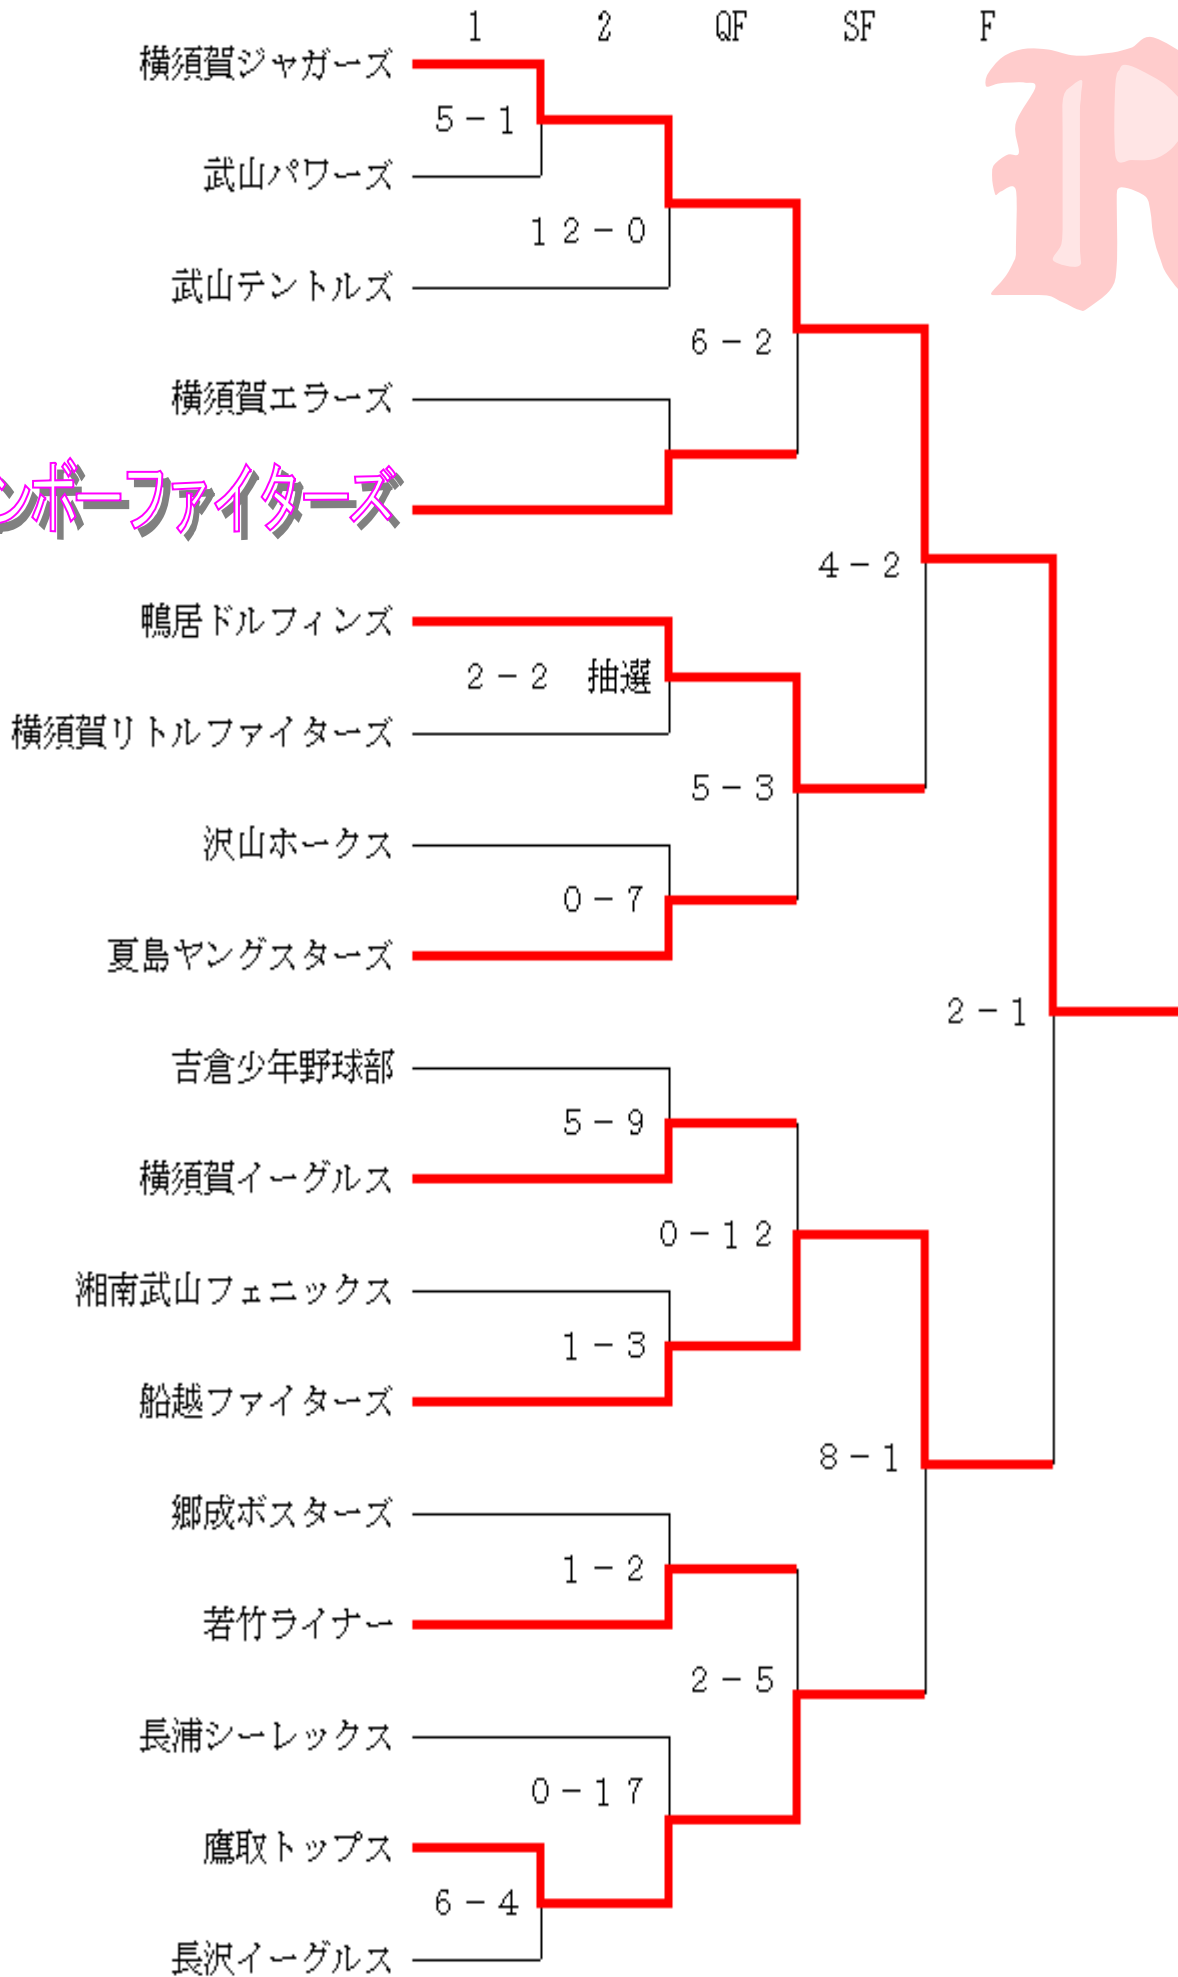 1 2 QF SF F
横須賀ジャガーズ
5－1
武山パワーズ
12－0
武山テントルズ
6－2
横須賀エラーズ
ンボーファイターズ
4－2
鴨居ドルフィンズ
2－2　抽選
横須賀リトルファイターズ
5－3
沢山ホークス
0－7
夏島ヤングスターズ
2－1
吉倉少年野球部
5－9
横須賀イーグルス
0－12
湘南武山フェニックス
1－3
船越ファイターズ
8－1
郷成ボスターズ
1－2
若竹ライナー
2－5
長浦シーレックス
0－17
鷹取トップス
6－4
長沢イーグルス
R